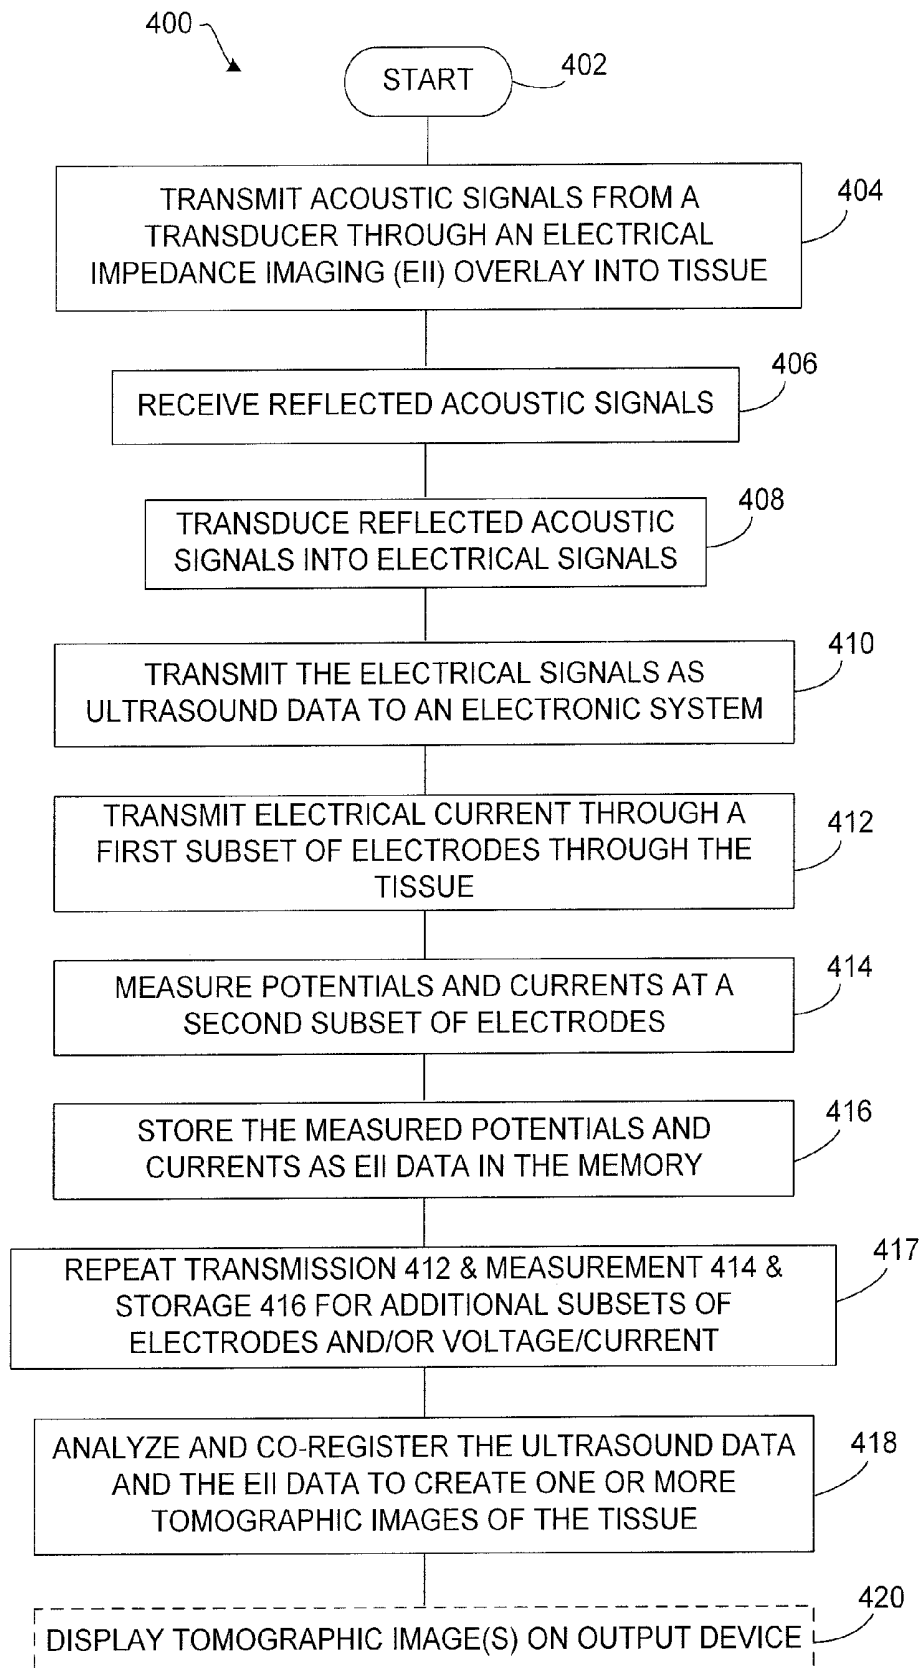 400
START
402
TRANSMIT ACOUSTIC SIGNALS FROM A
TRANSDUCER THROUGH AN ELECTRICAL
IMPEDANCE IMAGING (EII) OVERLAY INTO TISSUE
404
RECEIVE REFLECTED ACOUSTIC SIGNALS
406
TRANSDUCE REFLECTED ACOUSTIC
SIGNALS INTO ELECTRICAL SIGNALS
408
TRANSMIT THE ELECTRICAL SIGNALS AS
ULTRASOUND DATA TO AN ELECTRONIC SYSTEM
410
TRANSMIT ELECTRICAL CURRENT THROUGH A
FIRST SUBSET OF ELECTRODES THROUGH THE
TISSUE
412
MEASURE POTENTIALS AND CURRENTS AT A
SECOND SUBSET OF ELECTRODES
414
STORE THE MEASURED POTENTIALS AND
CURRENTS AS EII DATA IN THE MEMORY
416
REPEAT TRANSMISSION 412 & MEASUREMENT 414 &
STORAGE 416 FOR ADDITIONAL SUBSETS OF
ELECTRODES AND/OR VOLTAGE/CURRENT
417
ANALYZE AND CO-REGISTER THE ULTRASOUND DATA
AND THE EII DATA TO CREATE ONE OR MORE
TOMOGRAPHIC IMAGES OF THE TISSUE
418
DISPLAY TOMOGRAPHIC IMAGE(S) ON OUTPUT DEVICE
420